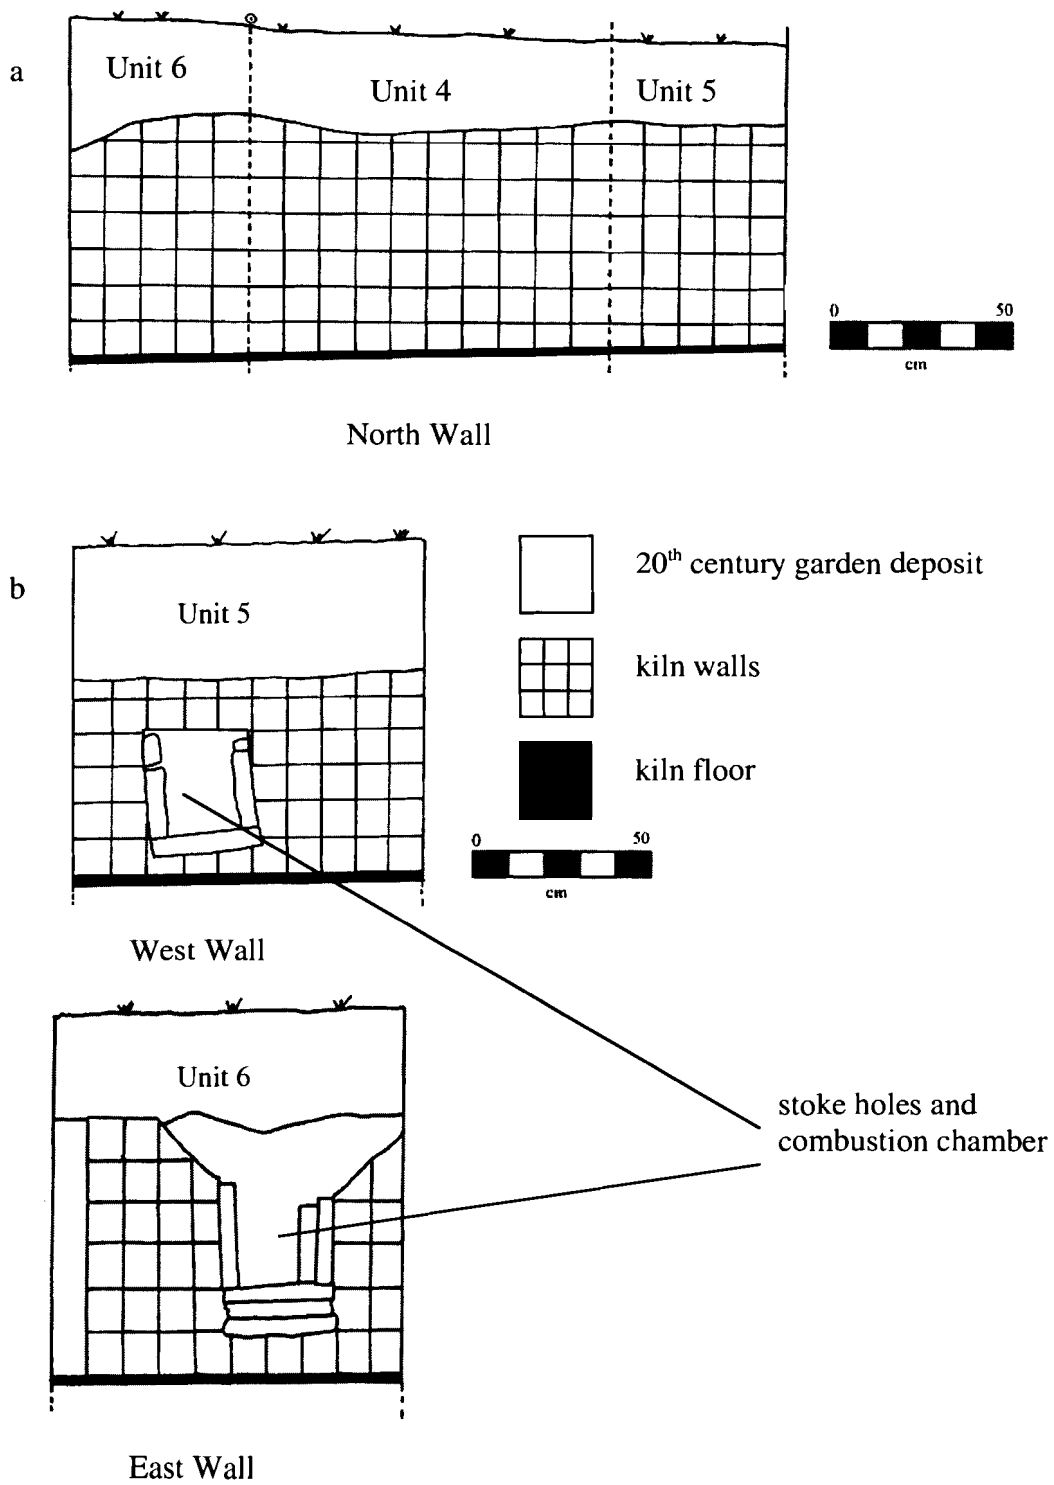 a
Unit 6
Unit 4
Unit 5
0 50
cm
North Wall
b
Unit 5
20th century garden deposit
kiln walls
kiln floor
0 50
cm
West Wall
Unit 6
stoke holes and
combustion chamber
East Wall